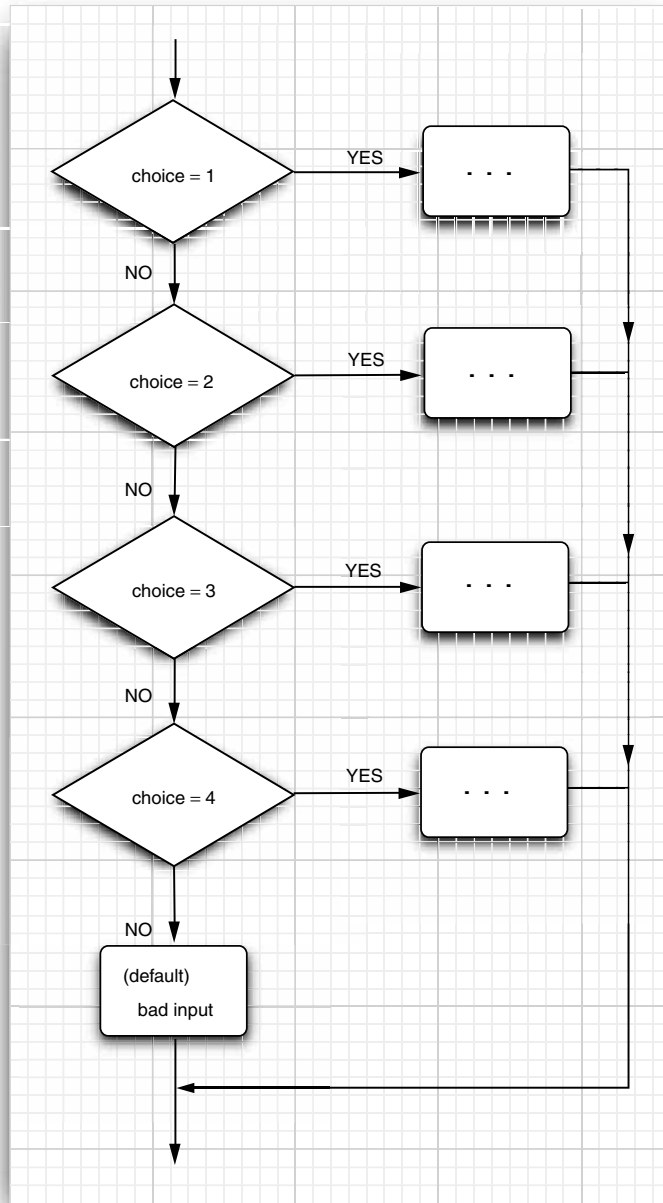 choice = 1
YES
. . .
NO
choice = 2
YES
. . .
NO
choice = 3
YES
. . .
NO
choice = 4
YES
. . .
NO
(default)
bad input